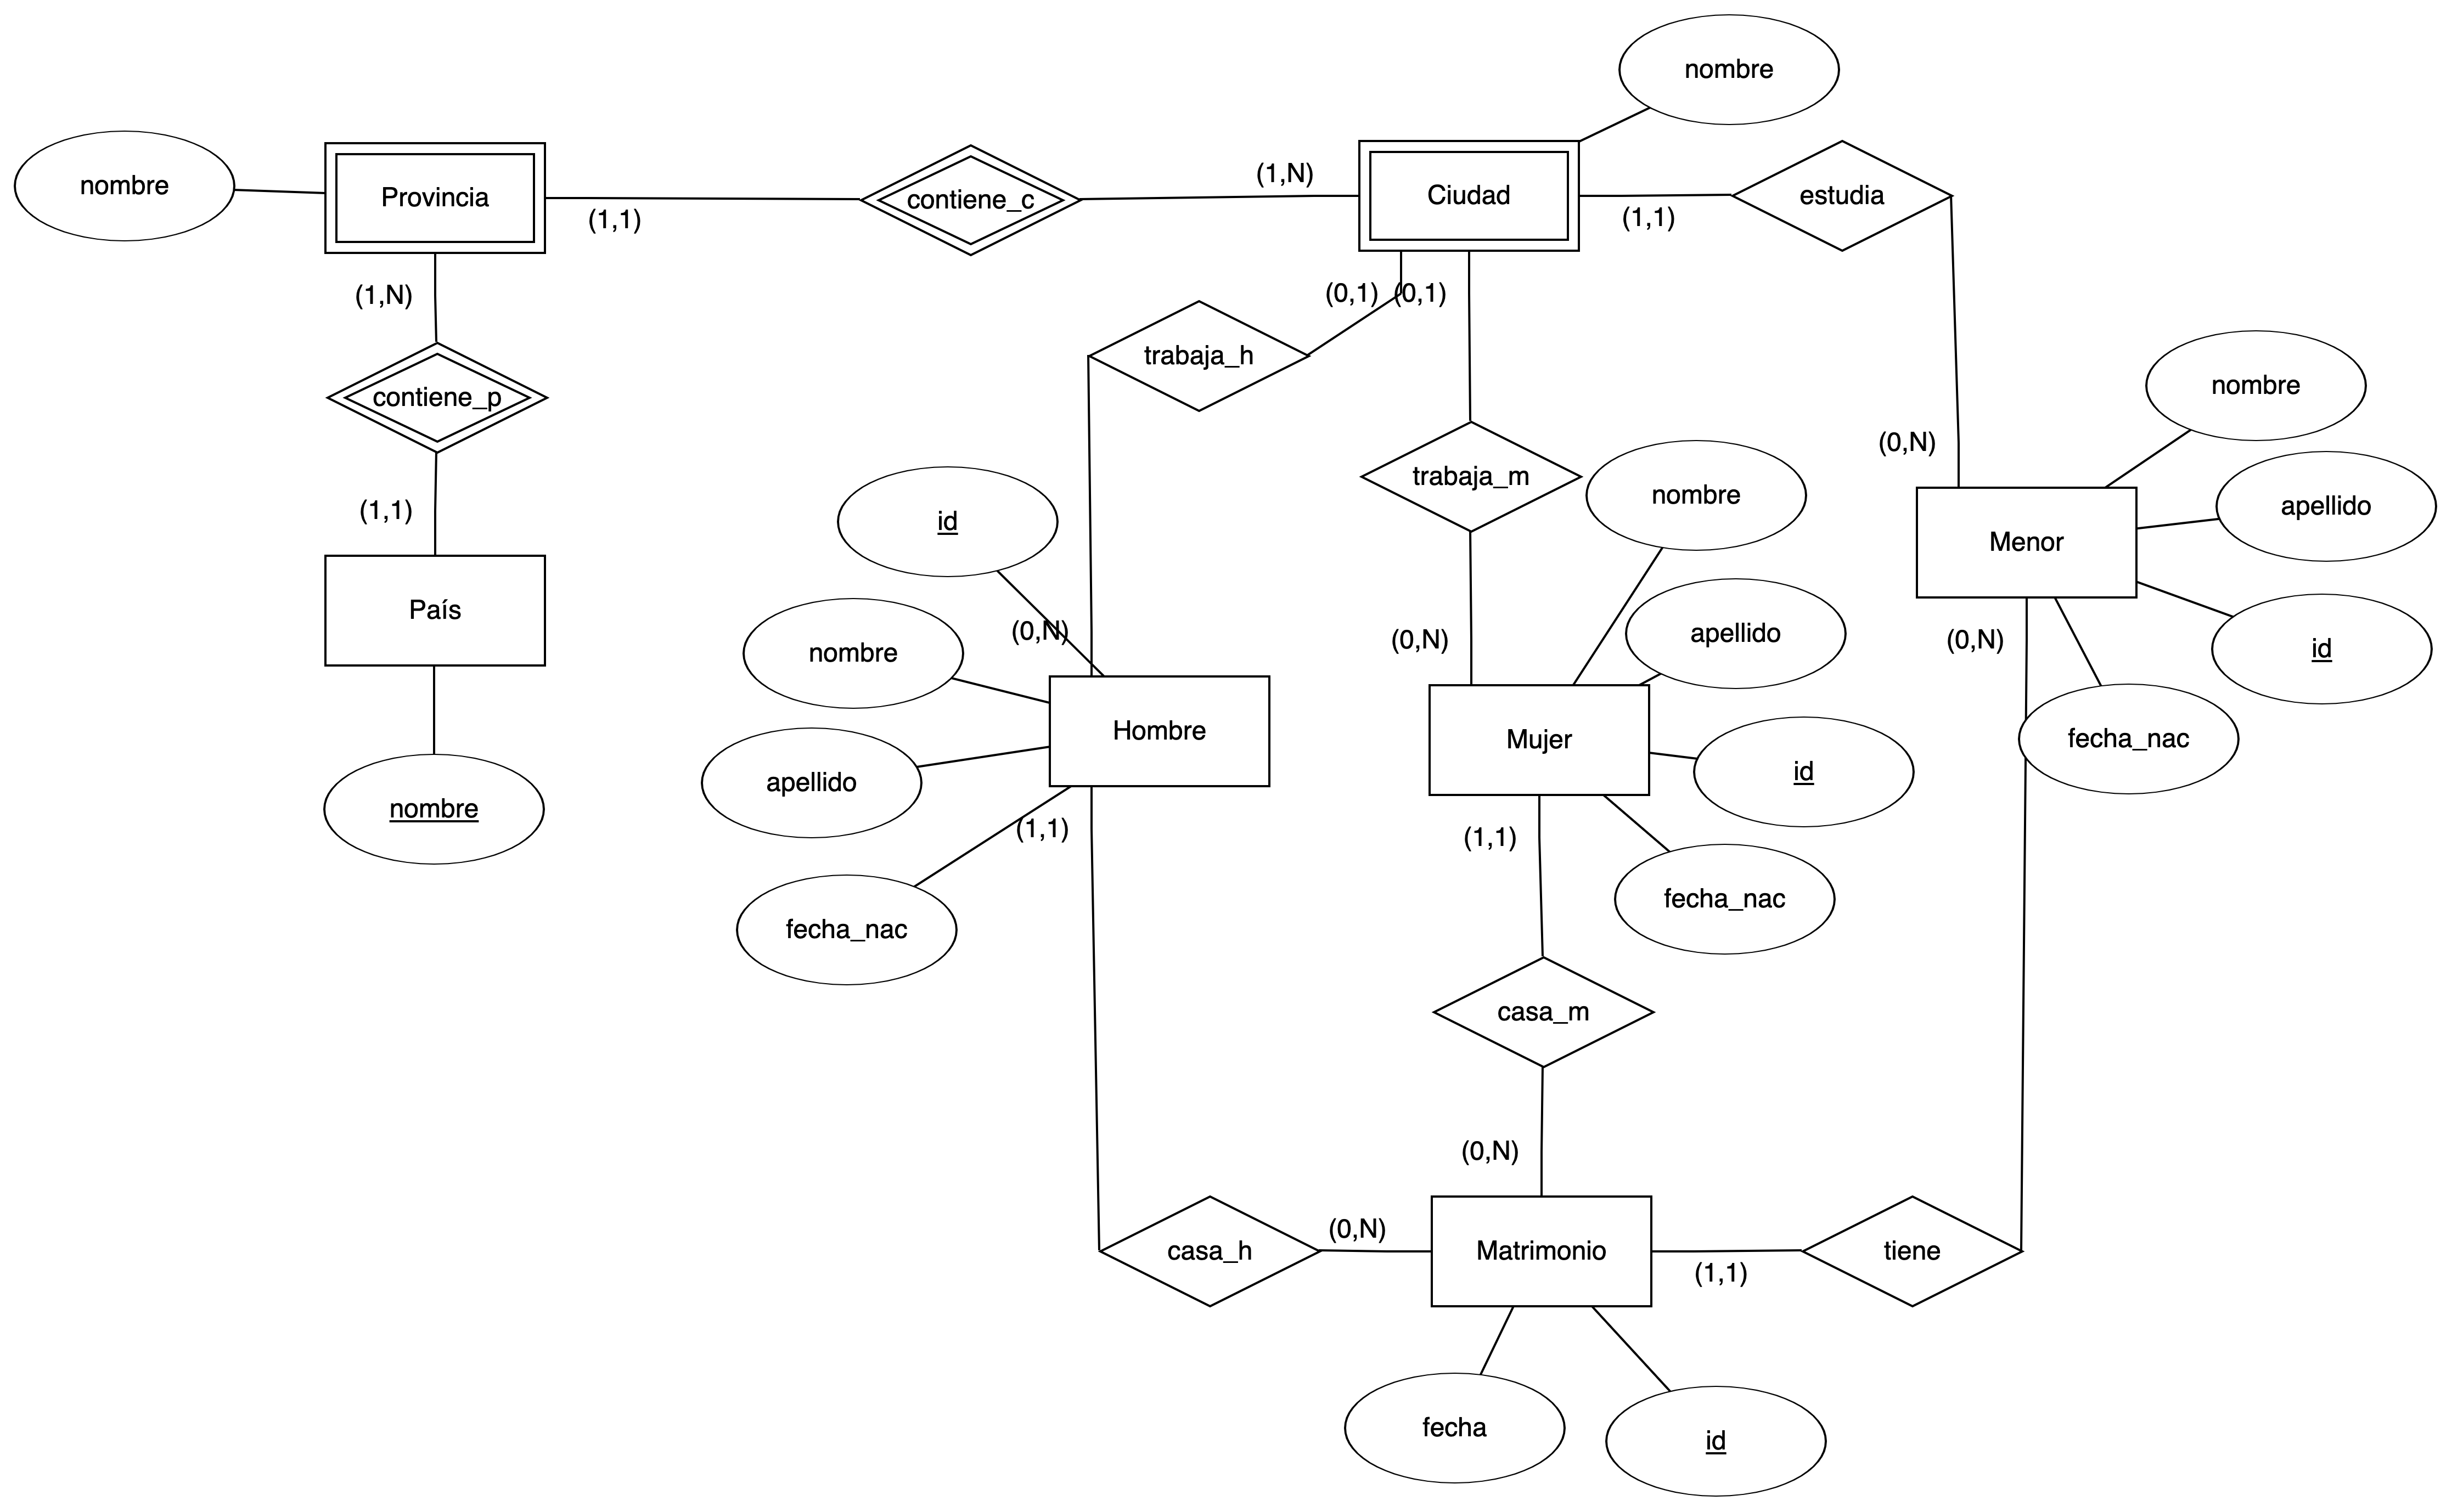 nombre
nombre
Provincia
(1,1)
contiene_c
(1,N)
Ciudad
(1,1)
estudia
(1,N)
(0,1)
(0,1)
trabaja_h
contiene_p
trabaja_m
nombre
(0,N)
nombre
apellido
(1,1)
id
Menor
País
(0,N)
nombre
apellido
(0,N)
(0,N)
id
nombre
Hombre
Mujer
id
fecha_nac
apellido
nombre
(1,1)
(1,1)
fecha_nac
fecha_nac
casa_m
(0,N)
casa_h
(0,N)
Matrimonio
(1,1)
tiene
fecha
id